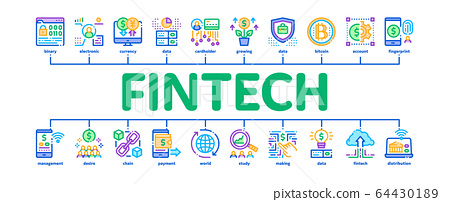 binary electronic currency data cardholder growing data bitcoin account fingerprint
FINTECH
management desire chain payment world study making data fintech distribution
64430189